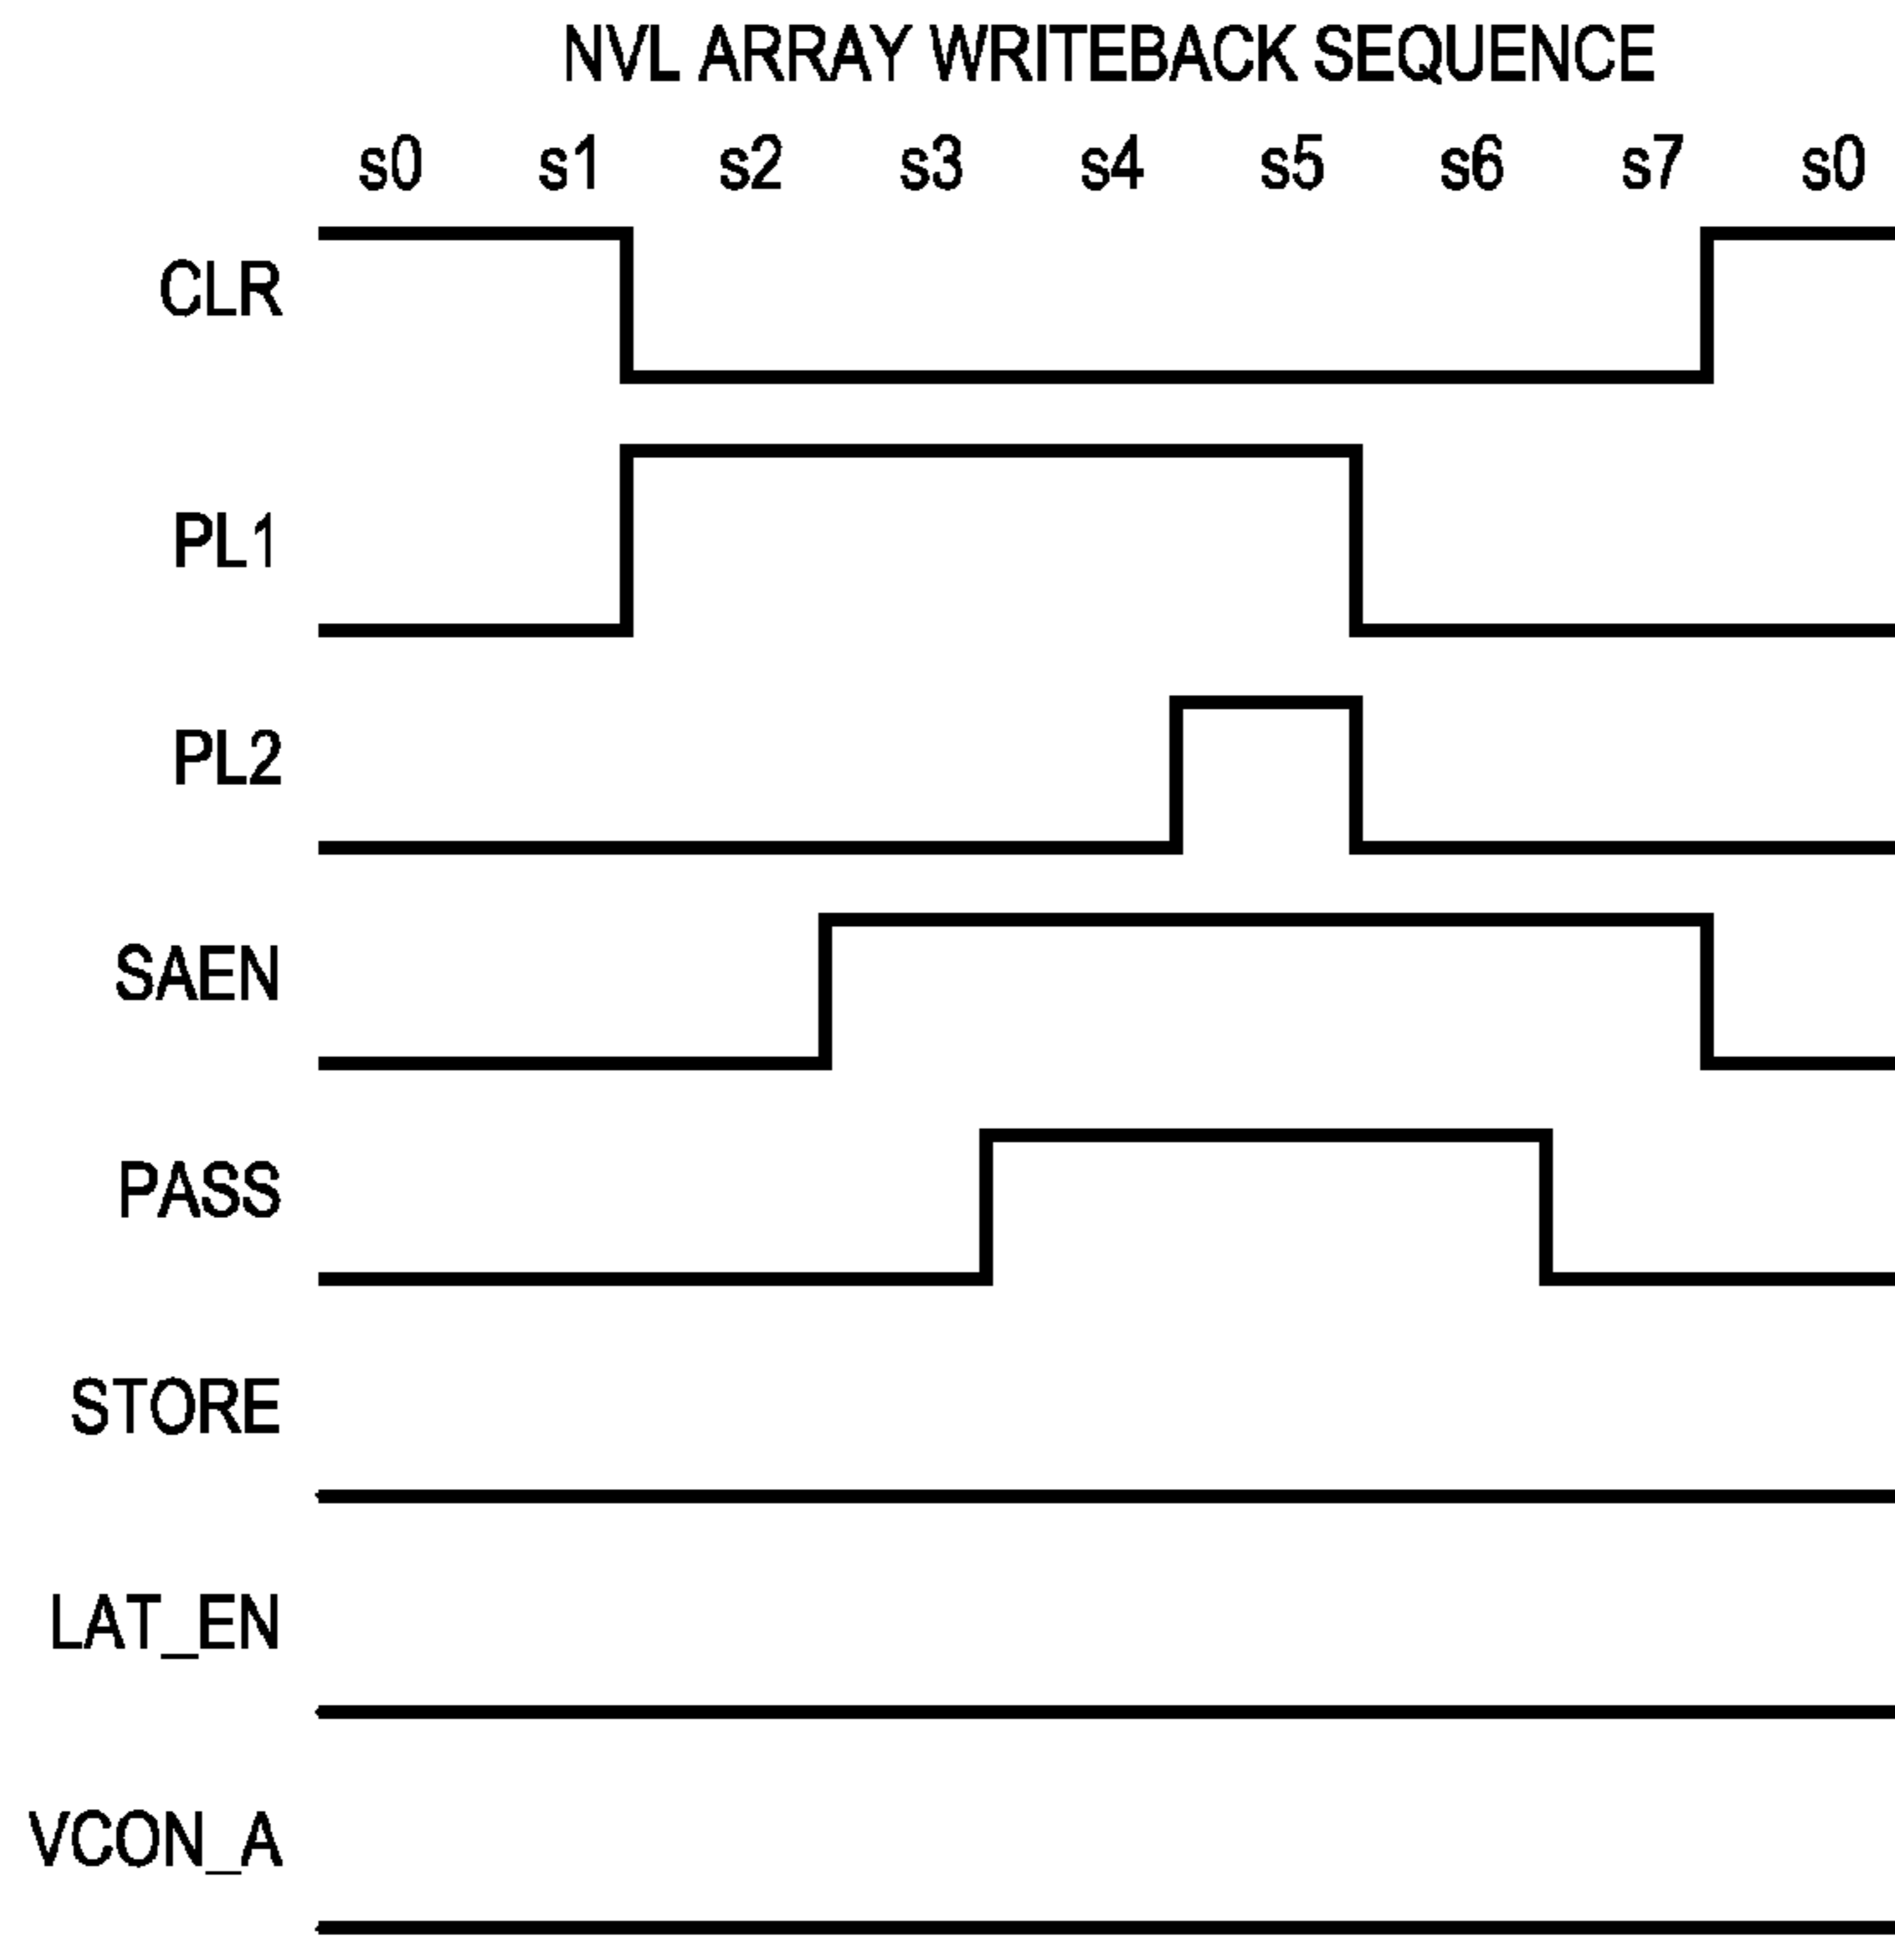 NVL ARRAY WRITEBACK SEQUENCE
s0 s1 s2 s3 s4 s5 s6 s7 s0
CLR
PL1
PL2
SAEN
PASS
STORE
LAT_EN
VCON_A